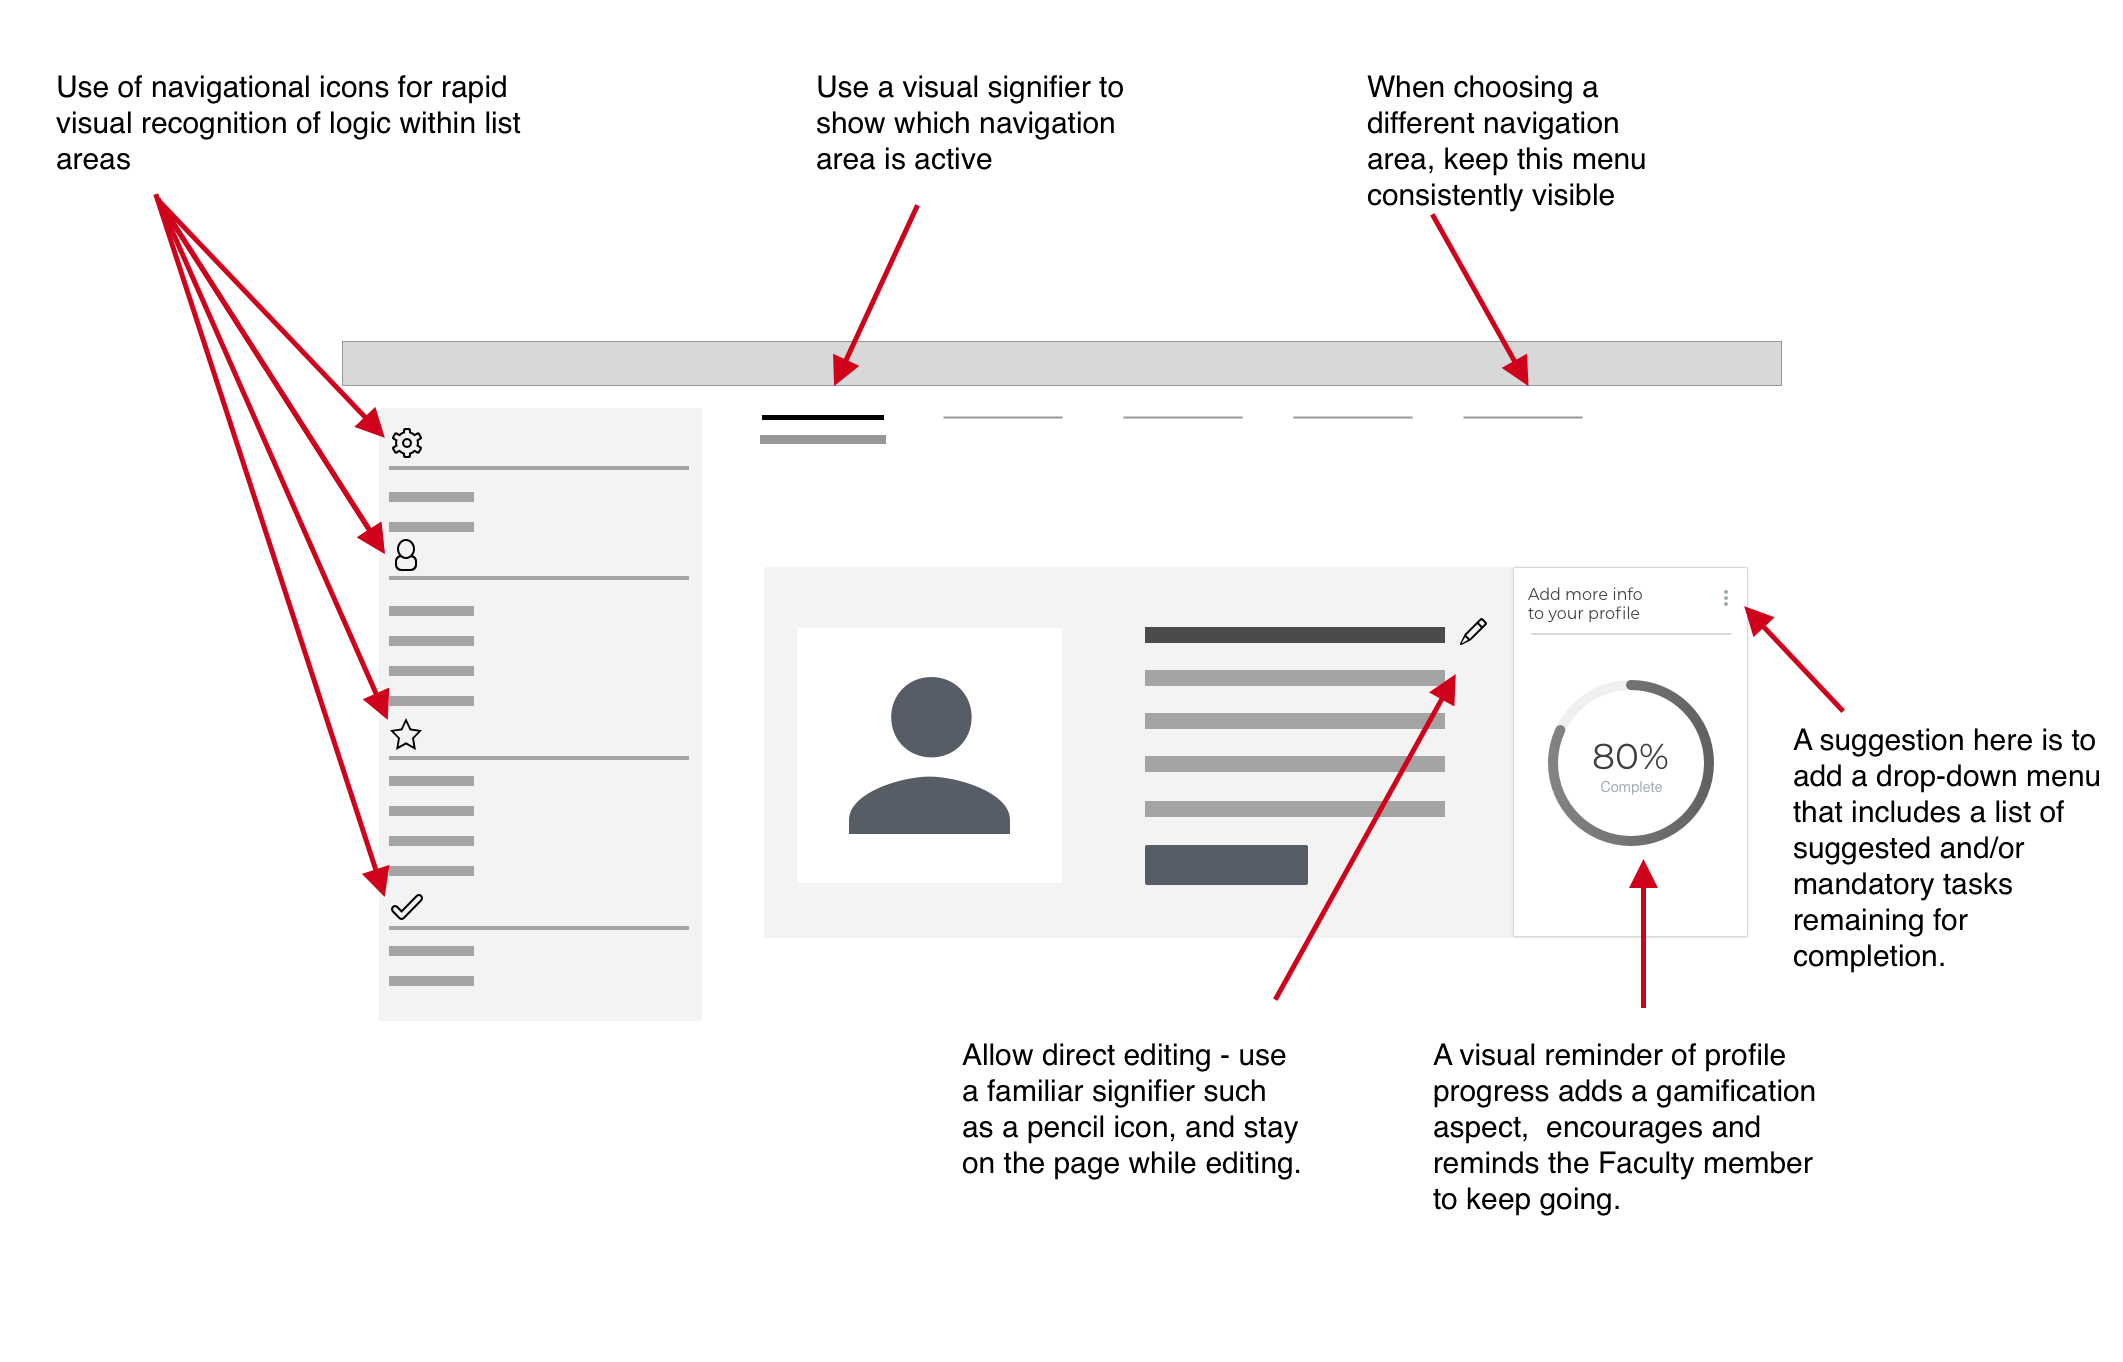 Use of navigational icons for rapid
visual recognition of logic within list
areas
Use a visual signifier to
show which navigation
area is active
When choosing a
different navigation
area, keep this menu
consistently visible
Add more info
to your profile
80%
Complete
A suggestion here is to
add a drop-down menu
that includes a list of
suggested and/or
mandatory tasks
remaining for
completion.
Allow direct editing - use
a familiar signifier such
as a pencil icon, and stay
on the page while editing.
A visual reminder of profile
progress adds a gamification
aspect,  encourages and
reminds the Faculty member
to keep going.